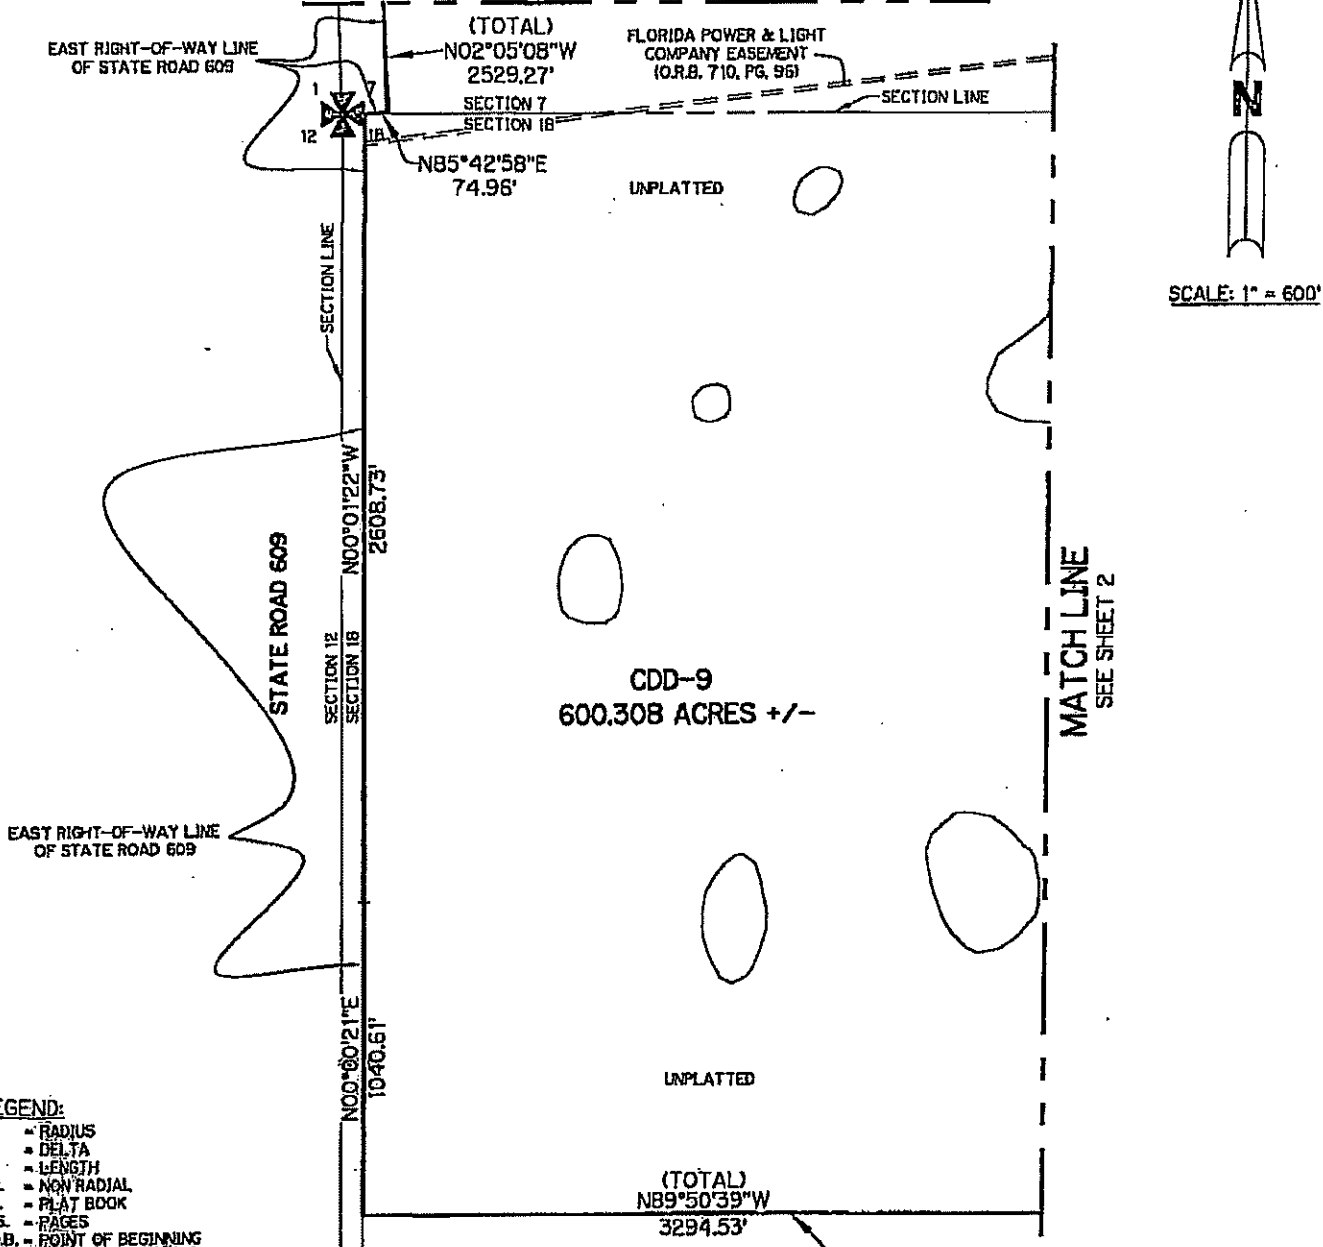 (TOTAL)
N02°05'08"W
2529.27'
EAST RIGHT-OF-WAY LINE
OF STATE ROAD 609
FLORIDA POWER & LIGHT
COMPANY EASEMENT
(O.R.B. 710, PG. 96)
N
SCALE: 1" = 600'
1
7
12
18
SECTION 7
SECTION 18
SECTION LINE
N85°42'58"E
74.96'
UNPLATTED
SECTION LINE
N00°01'22"W
2608.73'
STATE ROAD 609
SECTION 12
SECTION 18
MATCH LINE
SEE SHEET 2
CDD-9
600.308 ACRES +/-
EAST RIGHT-OF-WAY LINE
OF STATE ROAD 609
N00°00'21"E
1040.61'
UNPLATTED
(TOTAL)
N89°50'39"W
3294.53'
EGEND:
= RADIUS
= DELTA
= LENGTH
. = NON RADIAL
. = PLAT BOOK
S. = PAGES
.B. = POINT OF BEGINNING